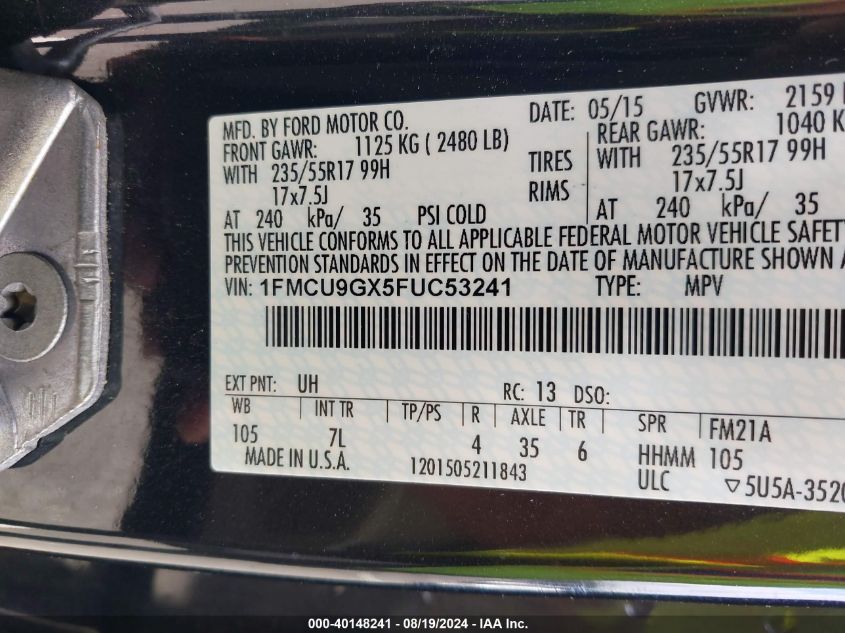 MFD. BY FORD MOTOR CO. DATE: 05/15 GVWR: 2159
FRONT GAWR: 1125 KG ( 2480 LB) REAR GAWR: 1040 K
WITH 235/55R17 99H TIRES WITH 235/55R17 99H
17x7.5J RIMS 17x7.5J
AT 240 kPa/ 35 PSI COLD AT 240 kPa/ 35
THIS VEHICLE CONFORMS TO ALL APPLICABLE FEDERAL MOTOR VEHICLE SAFETY
PREVENTION STANDARDS IN EFFECT ON THE DATE OF MANUFACTURE SHOWN A
VIN: 1FMCU9GX5FUC53241 TYPE: MPV
EXT PNT: UH RC: 13 DSO:
WB INT TR TP/PS R AXLE TR SPR FM21A
105 7L 4 35 6 HHMM 105
MADE IN U.S.A. 1201505211843 ULC ▽5U5A-3520
000-40148241 - 08/19/2024 - IAA Inc.